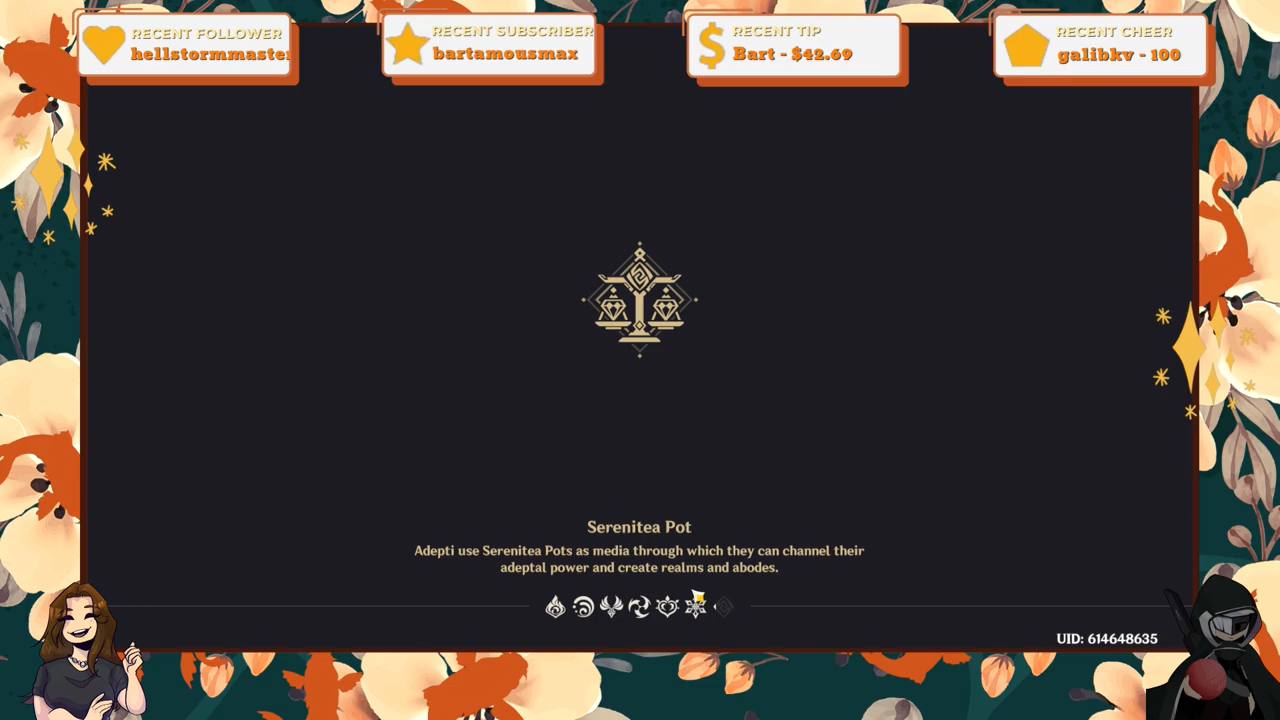 RECENT FOLLOWER
hellstormmaster
RECENT SUBSCRIBER
bartamousmax
RECENT TIP
Bart - $42.69
RECENT CHEER
galibkv - 100
Serenitea Pot
Adepti use Serenitea Pots as media through which they can channel their
adeptal power and create realms and abodes.
UID: 614648635